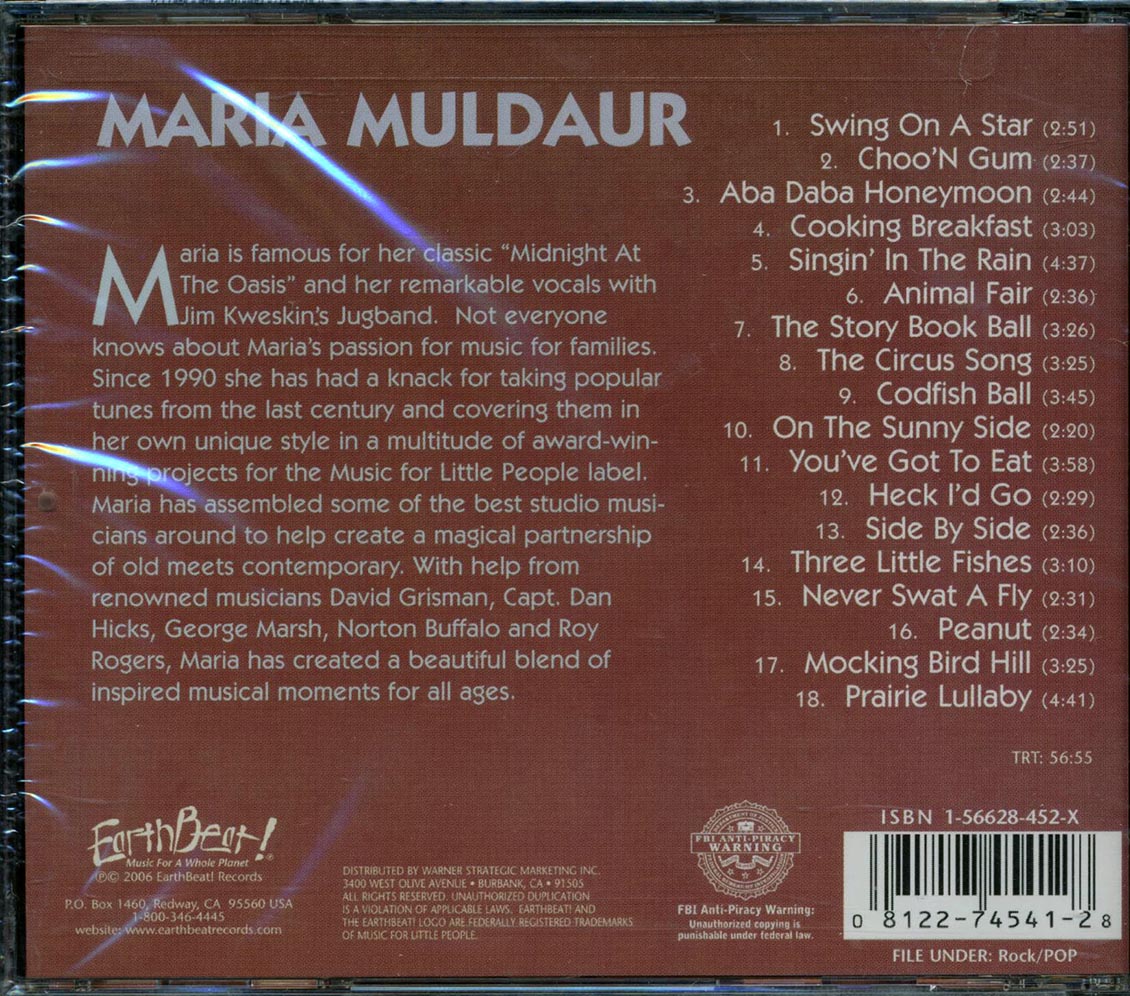 MARIA MULDAUR
Maria is famous for her classic "Midnight At
The Oasis" and her remarkable vocals with
Jim Kweskin's Jugband. Not everyone
knows about Maria's passion for music for families.
Since 1990 she has had a knack for taking popular
tunes from the last century and covering them in
her own unique style in a multitude of award-win-
ning projects for the Music for Little People label.
Maria has assembled some of the best studio musi-
cians around to help create a magical partnership
of old meets contemporary. With help from
renowned musicians David Grisman, Capt. Dan
Hicks, George Marsh, Norton Buffalo and Roy
Rogers, Maria has created a beautiful blend of
inspired musical moments for all ages.
1. Swing On A Star (2:51)
2. Choo'N Gum (2:37)
3. Aba Daba Honeymoon (2:44)
4. Cooking Breakfast (3:03)
5. Singin' In The Rain (4:37)
6. Animal Fair (2:36)
7. The Story Book Ball (3:26)
8. The Circus Song (3:25)
9. Codfish Ball (3:45)
10. On The Sunny Side (2:20)
11. You've Got To Eat (3:58)
12. Heck I'd Go (2:29)
13. Side By Side (2:36)
14. Three Little Fishes (3:10)
15. Never Swat A Fly (2:31)
16. Peanut (2:34)
17. Mocking Bird Hill (3:25)
18. Prairie Lullaby (4:41)
TRT: 56:55
EarthBeat!®
Music For A Whole Planet
℗© 2006 EarthBeat! Records
P.O. Box 1460, Redway, CA 95560 USA
1-800-346-4445
website: www.earthbeatrecords.com
DISTRIBUTED BY WARNER STRATEGIC MARKETING INC.
3400 WEST OLIVE AVENUE • BURBANK, CA • 91505
ALL RIGHTS RESERVED. UNAUTHORIZED DUPLICATION
IS A VIOLATION OF APPLICABLE LAWS. EARTHBEAT! AND
THE EARTHBEAT! LOGO ARE FEDERALLY REGISTERED TRADEMARKS
OF MUSIC FOR LITTLE PEOPLE.
DEPARTMENT OF JUSTICE
FBI ANTI-PIRACY
WARNING
FBI Anti-Piracy Warning:
Unauthorized copying is
punishable under federal law.
ISBN 1-56628-452-X
0 8122-74541-2 8
FILE UNDER: Rock/POP